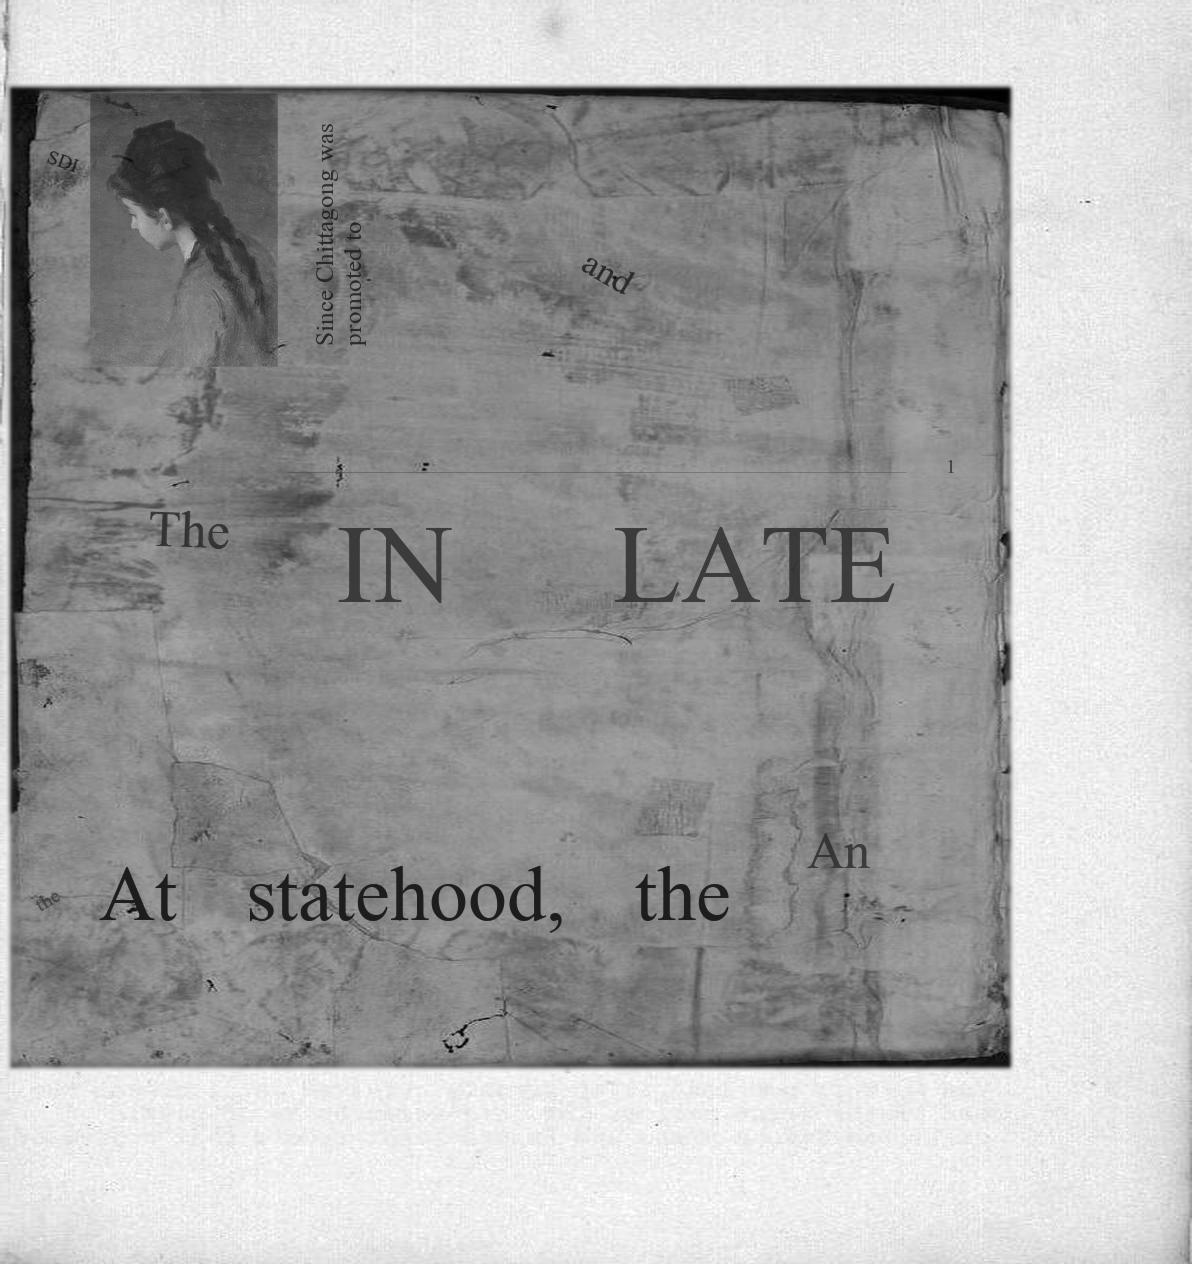 SDI
Since Chittagong was
promoted to
and
1
The
IN LATE
An
At statehood, the
the